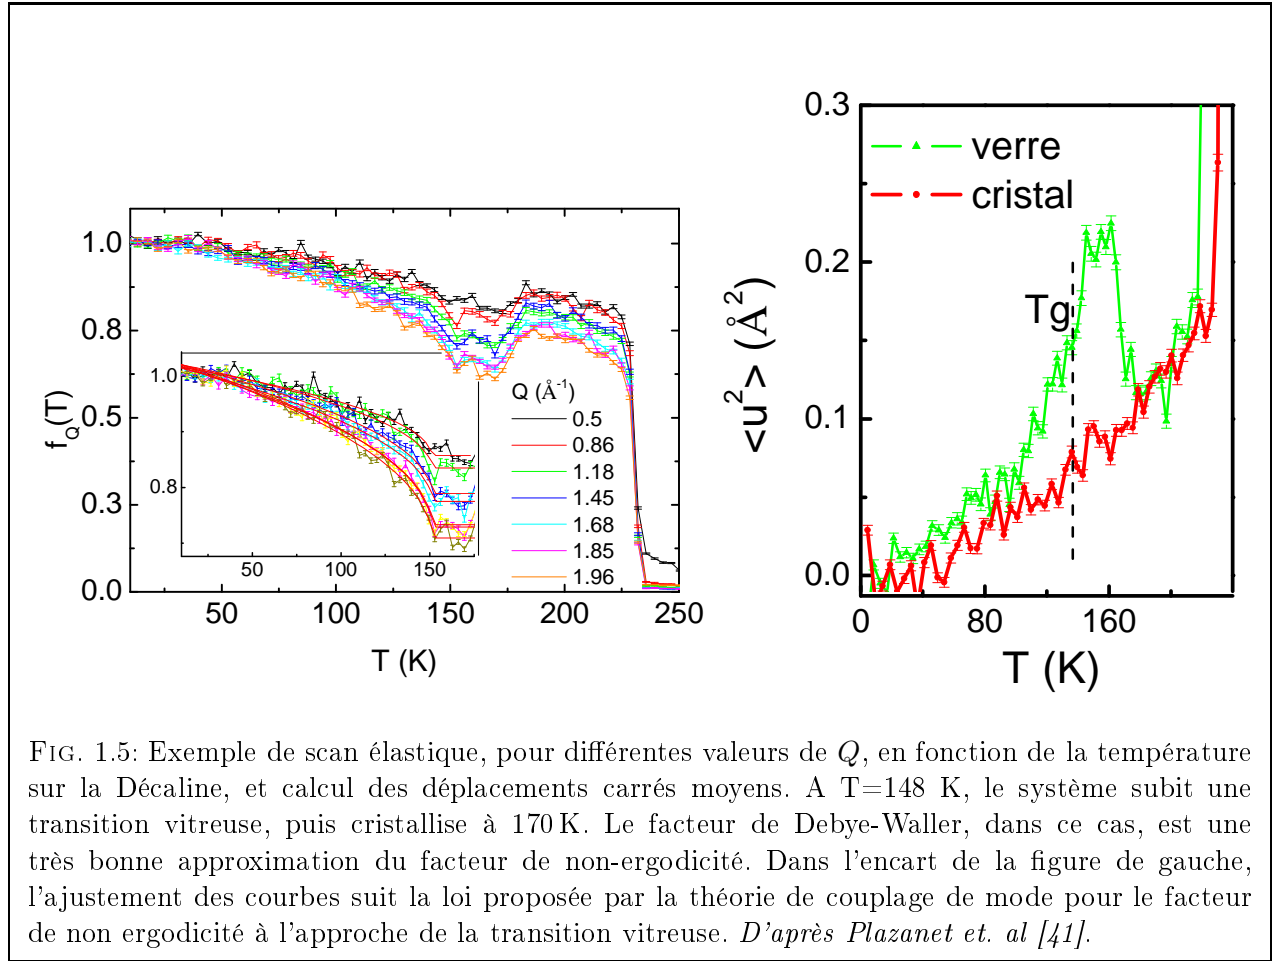 1.0
0.8
0.5
0.3
0.0
f_Q(T)
50
100
150
200
250
T (K)
1.0
0.8
50
100
150
Q (Å-1)
0.5
0.86
1.18
1.45
1.68
1.85
1.96
0.3
0.2
0.1
0.0
<u2> (Å2)
verre
cristal
Tg
0
80
160
T (K)
FIG. 1.5: Exemple de scan élastique, pour différentes valeurs de Q, en fonction de la température
sur la Décaline, et calcul des déplacements carrés moyens. A T=148 K, le système subit une
transition vitreuse, puis cristallise à 170 K. Le facteur de Debye-Waller, dans ce cas, est une
très bonne approximation du facteur de non-ergodicité. Dans l'encart de la figure de gauche,
l'ajustement des courbes suit la loi proposée par la théorie de couplage de mode pour le facteur
de non ergodicité à l'approche de la transition vitreuse. D'après Plazanet et. al [41].